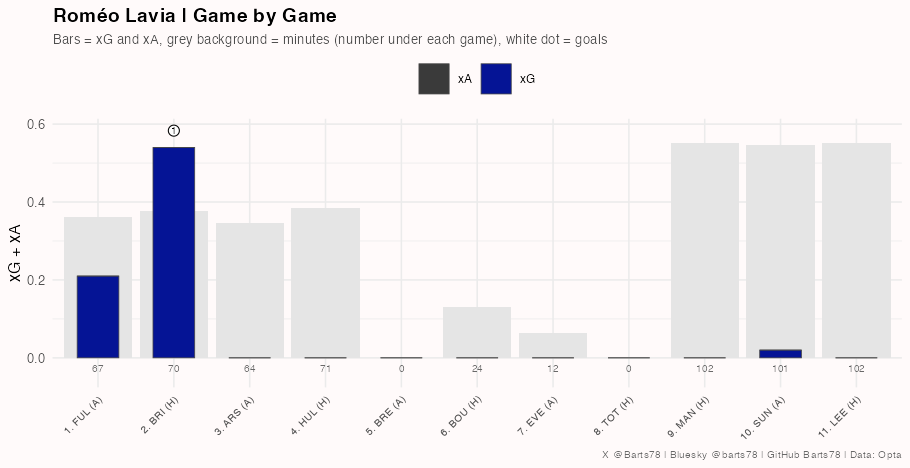 Roméo Lavia | Game by Game
Bars = xG and xA, grey background = minutes (number under each game), white dot = goals
xA xG
0.6
0.4
0.2
0.0
xG + xA
1
67 70 64 71 0 24 12 0 102 101 102
1. FUL (A)
2. BRI (H)
3. ARS (A)
4. HUL (H)
5. BRE (A)
6. BOU (H)
7. EVE (A)
8. TOT (H)
9. MAN (H)
10. SUN (A)
11. LEE (H)
X @Barts78 | Bluesky @barts78 | GitHub Barts78 | Data: Opta